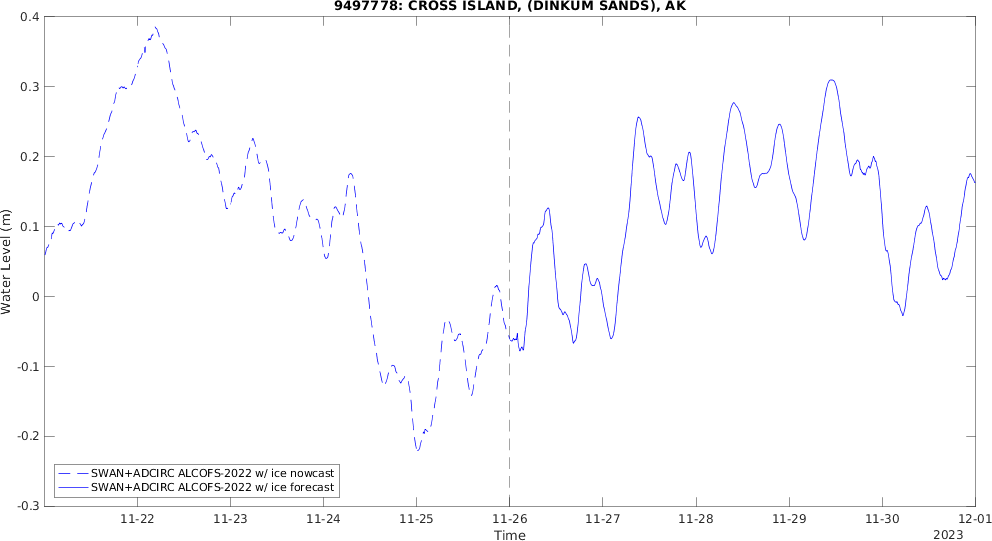 9497778: CROSS ISLAND, (DINKUM SANDS), AK
0.4
0.3
0.2
0.1
0
-0.1
-0.2
-0.3
Water Level (m)
SWAN+ADCIRC ALCOFS-2022 w/ ice nowcast
SWAN+ADCIRC ALCOFS-2022 w/ ice forecast
11-22 11-23 11-24 11-25 11-26 11-27 11-28 11-29 11-30 12-01
Time
2023